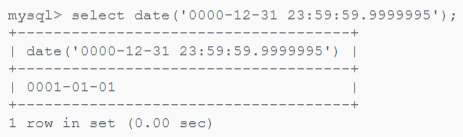 mysql> select date('0000-12-31 23:59:59.9999995');
+-------------------------------------+
| date('0000-12-31 23:59:59.9999995') |
+-------------------------------------+
| 0001-01-01                          |
+-------------------------------------+
1 row in set (0.00 sec)